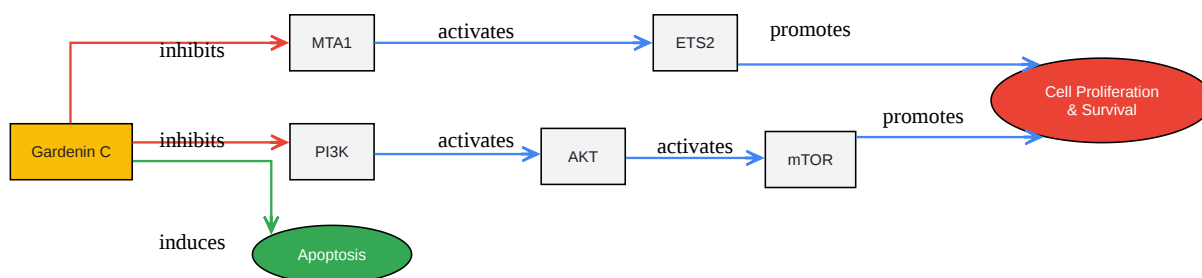 activates
promotes
MTA1
ETS2
inhibits
Cell Proliferation
& Survival
promotes
Gardenin C
inhibits
PI3K
activates
AKT
activates
mTOR
induces
Apoptosis